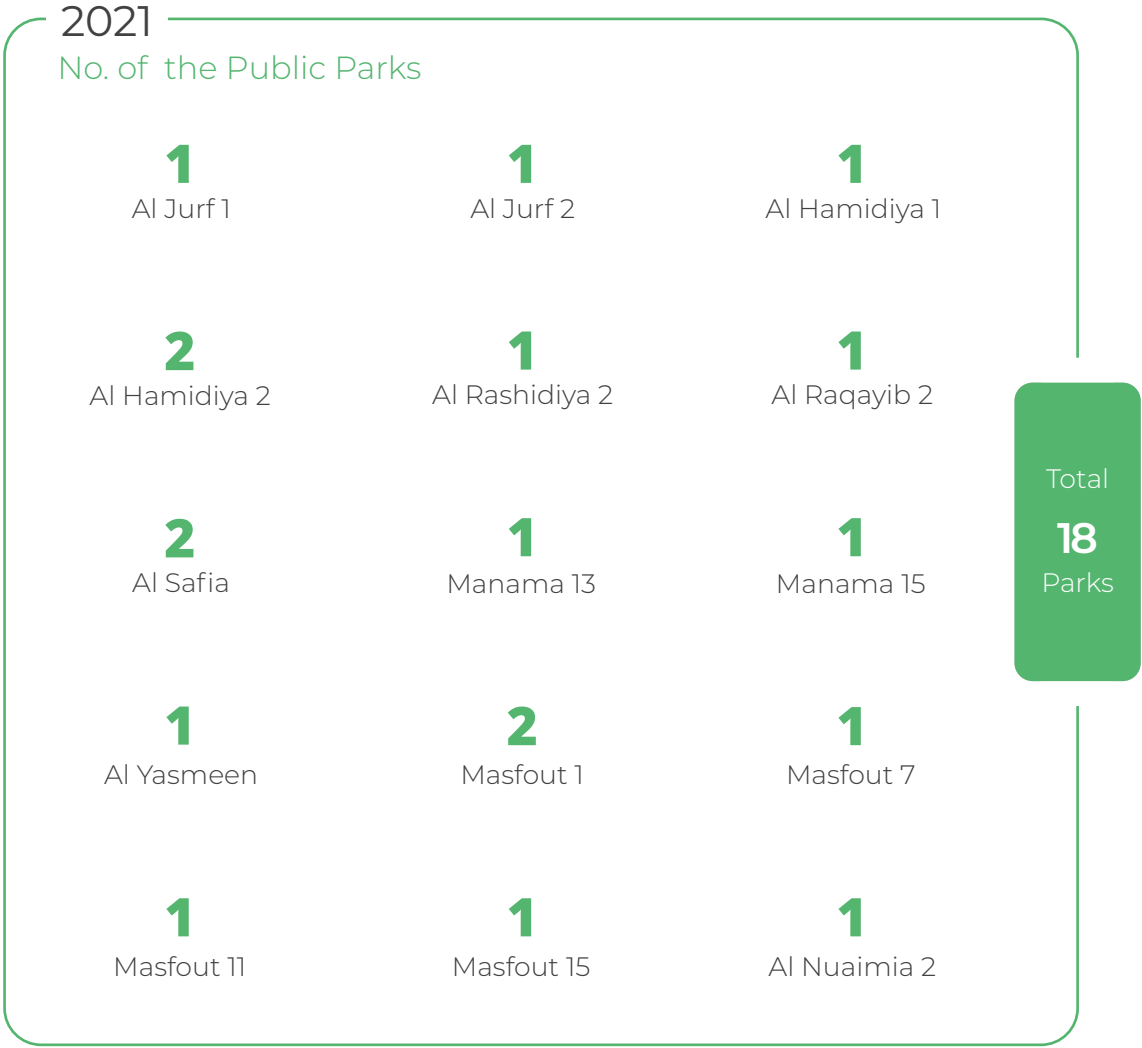 2021
No. of the Public Parks
1
Al Jurf 1
1
Al Jurf 2
1
Al Hamidiya 1
2
Al Hamidiya 2
1
Al Rashidiya 2
1
Al Raqayib 2
2
Al Safia
1
Manama 13
1
Manama 15
1
Al Yasmeen
2
Masfout 1
1
Masfout 7
1
Masfout 11
1
Masfout 15
1
Al Nuaimia 2
Total
18
Parks